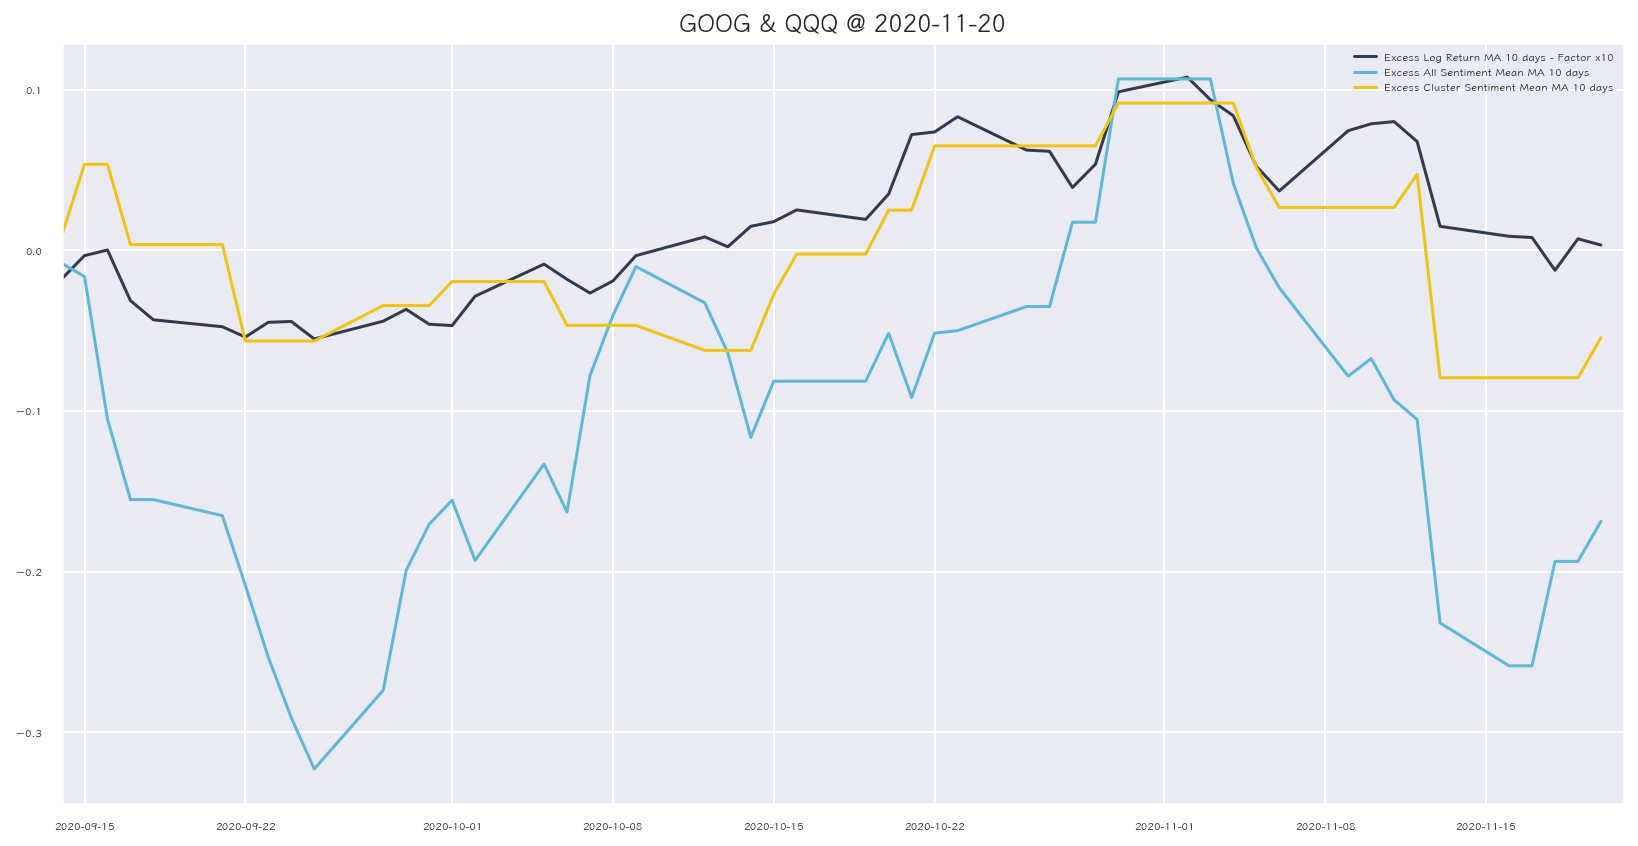 GOOG & QQQ @ 2020-11-20
Excess Log Return MA 10 days - Factor x10
Excess All Sentiment Mean MA 10 days
Excess Cluster Sentiment Mean MA 10 days
0.1
0.0
−0.1
−0.2
−0.3
2020-09-15 2020-09-22 2020-10-01 2020-10-08 2020-10-15 2020-10-22 2020-11-01 2020-11-08 2020-11-15